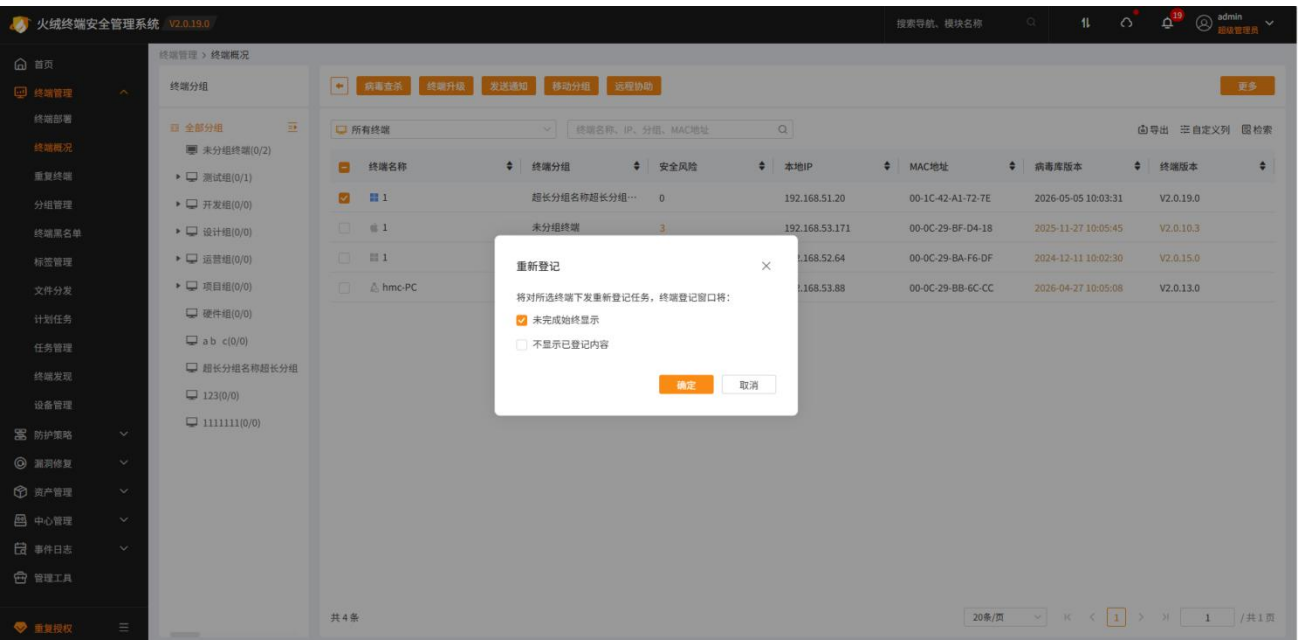 火绒终端安全管理系统 V2.0.19.0
搜索导航、模块名称
19
admin
超级管理员
首页
终端管理
终端部署
终端概况
重复终端
分组管理
终端黑名单
标签管理
文件分发
计划任务
任务管理
终端发现
设备管理
防护策略
漏洞修复
资产管理
中心管理
事件日志
管理工具
重复授权
终端管理 > 终端概况
终端分组
全部分组
未分组终端(0/2)
测试组(0/1)
开发组(0/0)
设计组(0/0)
运营组(0/0)
项目组(0/0)
硬件组(0/0)
a b c(0/0)
超长分组名称超长分组
123(0/0)
1111111(0/0)
病毒查杀 终端升级 发送通知 移动分组 远程协助 更多
所有终端 终端名称、IP、分组、MAC地址 导出 自定义列 检索
终端名称 终端分组 安全风险 本地IP MAC地址 病毒库版本 终端版本
1 超长分组名称超长分组… 0 192.168.51.20 00-1C-42-A1-72-7E 2026-05-05 10:03:31 V2.0.19.0
1 未分组终端 3 192.168.53.171 00-0C-29-BF-D4-18 2025-11-27 10:05:45 V2.0.10.3
1 .168.52.64 00-0C-29-BA-F6-DF 2024-12-11 10:02:30 V2.0.15.0
hmc-PC .168.53.88 00-0C-29-BB-6C-CC 2026-04-27 10:05:08 V2.0.13.0
重新登记
将对所选终端下发重新登记任务，终端登记窗口将：
未完成始终显示
不显示已登记内容
确定 取消
共 4 条 20条/页 1 1 /共 1 页